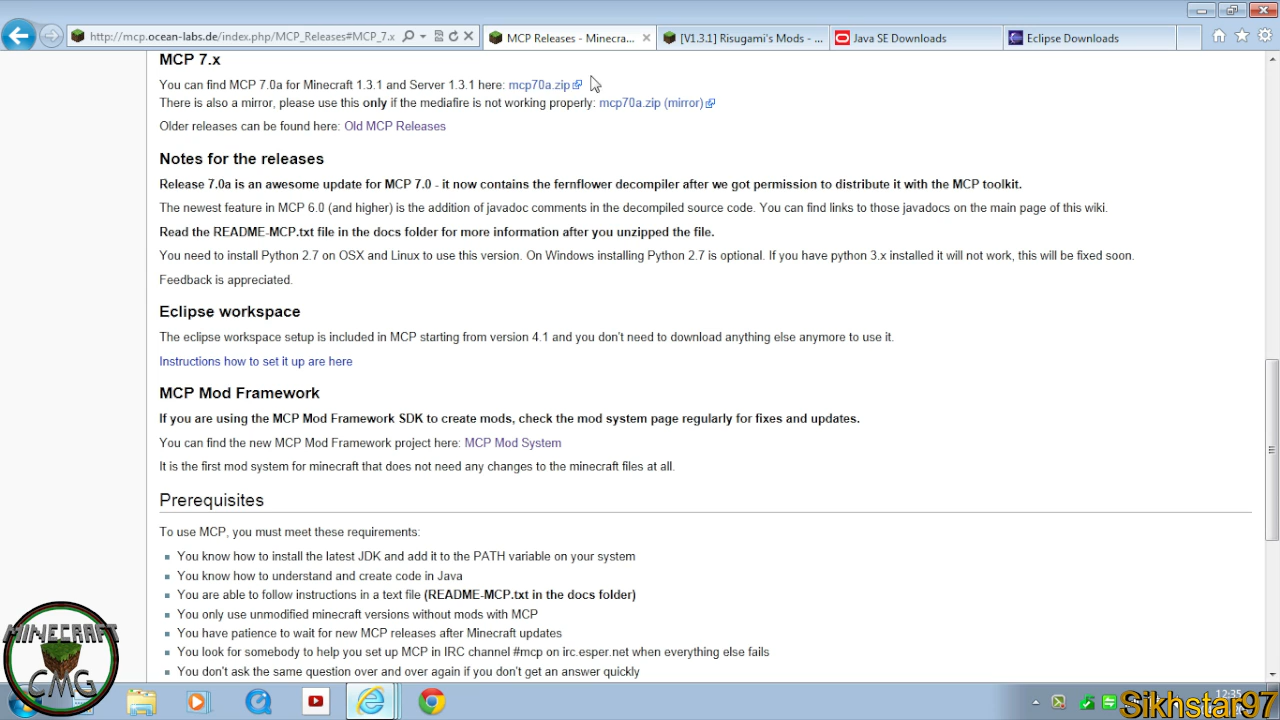 http://mcp.ocean-labs.de/index.php/MCP_Releases#MCP_7.x
MCP Releases - Minecra...
[V1.3.1] Risugami's Mods - ...
Java SE Downloads
Eclipse Downloads
MCP 7.x
You can find MCP 7.0a for Minecraft 1.3.1 and Server 1.3.1 here: mcp70a.zip
There is also a mirror, please use this only if the mediafire is not working properly: mcp70a.zip (mirror)
Older releases can be found here: Old MCP Releases
Notes for the releases
Release 7.0a is an awesome update for MCP 7.0 - it now contains the fernflower decompiler after we got permission to distribute it with the MCP toolkit.
The newest feature in MCP 6.0 (and higher) is the addition of javadoc comments in the decompiled source code. You can find links to those javadocs on the main page of this wiki.
Read the README-MCP.txt file in the docs folder for more information after you unzipped the file.
You need to install Python 2.7 on OSX and Linux to use this version. On Windows installing Python 2.7 is optional. If you have python 3.x installed it will not work, this will be fixed soon.
Feedback is appreciated.
Eclipse workspace
The eclipse workspace setup is included in MCP starting from version 4.1 and you don't need to download anything else anymore to use it.
Instructions how to set it up are here
MCP Mod Framework
If you are using the MCP Mod Framework SDK to create mods, check the mod system page regularly for fixes and updates.
You can find the new MCP Mod Framework project here: MCP Mod System
It is the first mod system for minecraft that does not need any changes to the minecraft files at all.
Prerequisites
To use MCP, you must meet these requirements:
You know how to install the latest JDK and add it to the PATH variable on your system
You know how to understand and create code in Java
You are able to follow instructions in a text file (README-MCP.txt in the docs folder)
You only use unmodified minecraft versions without mods with MCP
You have patience to wait for new MCP releases after Minecraft updates
You look for somebody to help you set up MCP in IRC channel #mcp on irc.esper.net when everything else fails
You don't ask the same question over and over again if you don't get an answer quickly
MINECRAFT
CMG
12:35
Sikhstar97